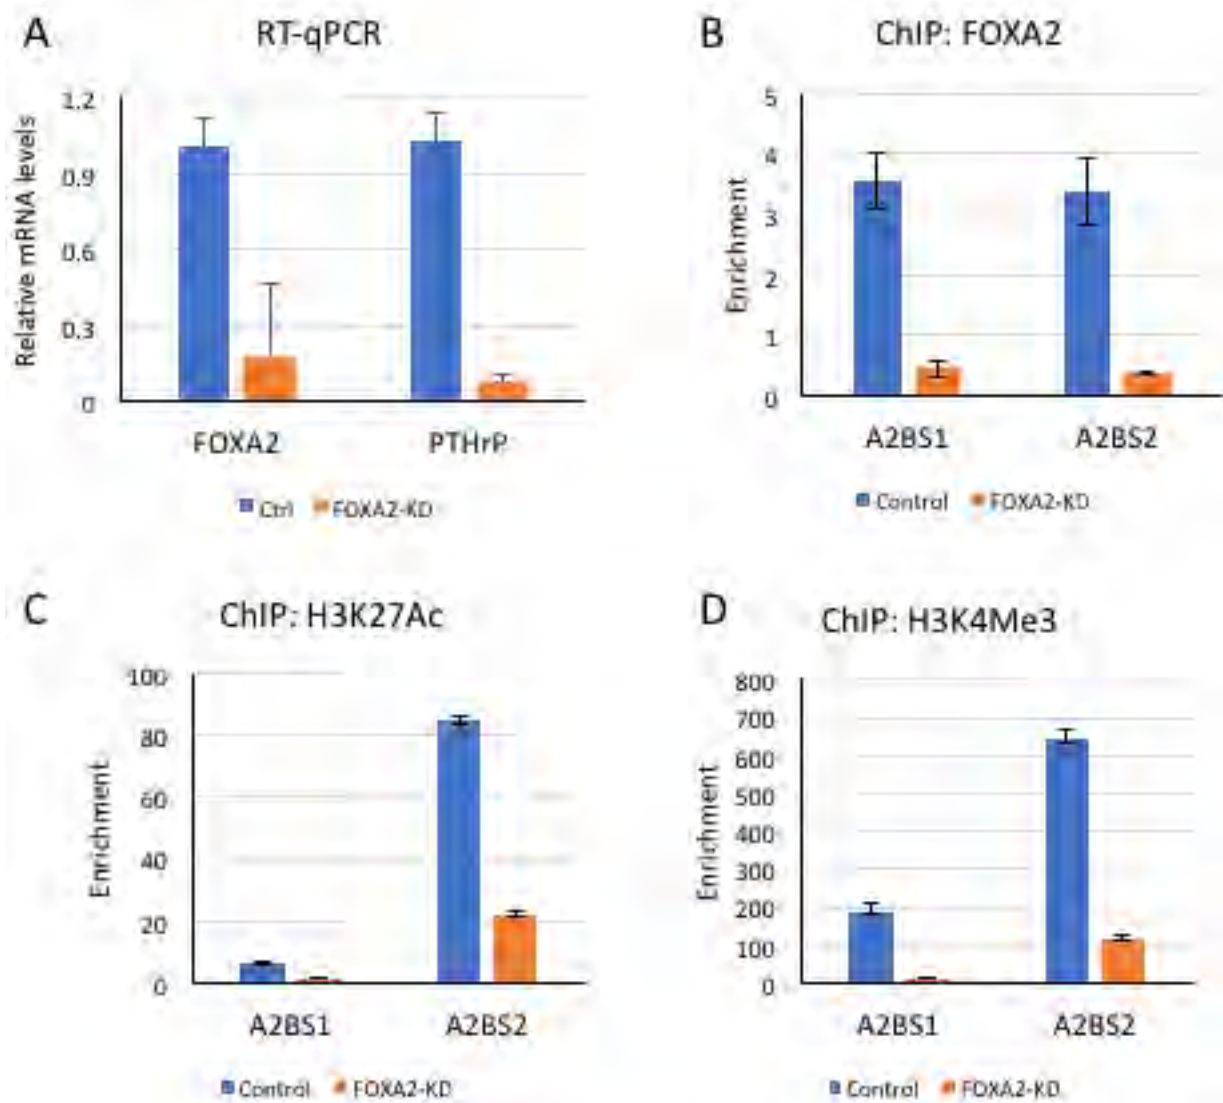 A
RT-qPCR
Relative mRNA levels
1.2
0.9
0.6
0.3
0
FOXA2 PTHrP
Ctrl FOXA2-KD
B
ChIP: FOXA2
Enrichment
5
4
3
2
1
0
A2BS1 A2BS2
Control FOXA2-KD
C
ChIP: H3K27Ac
Enrichment
100
80
60
40
20
0
A2BS1 A2BS2
Control FOXA2-KD
D
ChIP: H3K4Me3
Enrichment
800
700
600
500
400
300
200
100
0
A2BS1 A2BS2
Control FOXA2-KD